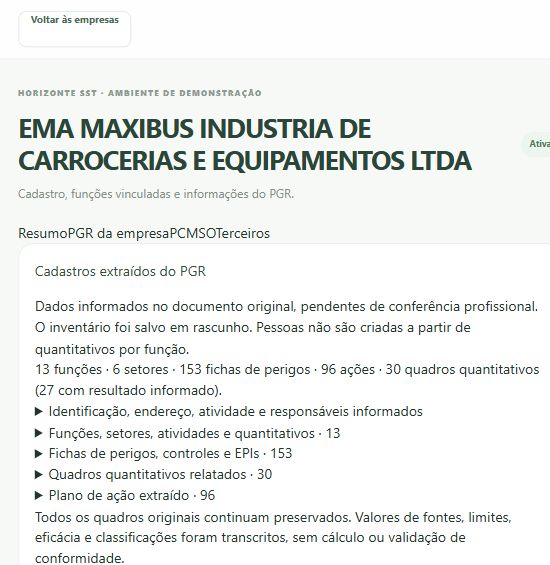 Voltar às empresas
HORIZONTE SST · AMBIENTE DE DEMONSTRAÇÃO
EMA MAXIBUS INDUSTRIA DE
CARROCERIAS E EQUIPAMENTOS LTDA
Ativa
Cadastro, funções vinculadas e informações do PGR.
ResumoPGR da empresaPCMSOTerceiros
Cadastros extraídos do PGR
Dados informados no documento original, pendentes de conferência profissional.
O inventário foi salvo em rascunho. Pessoas não são criadas a partir de
quantitativos por função.
13 funções · 6 setores · 153 fichas de perigos · 96 ações · 30 quadros quantitativos
(27 com resultado informado).
▶ Identificação, endereço, atividade e responsáveis informados
▶ Funções, setores, atividades e quantitativos · 13
▶ Fichas de perigos, controles e EPIs · 153
▶ Quadros quantitativos relatados · 30
▶ Plano de ação extraído · 96
Todos os quadros originais continuam preservados. Valores de fontes, limites,
eficácia e classificações foram transcritos, sem cálculo ou validação de
conformidade.